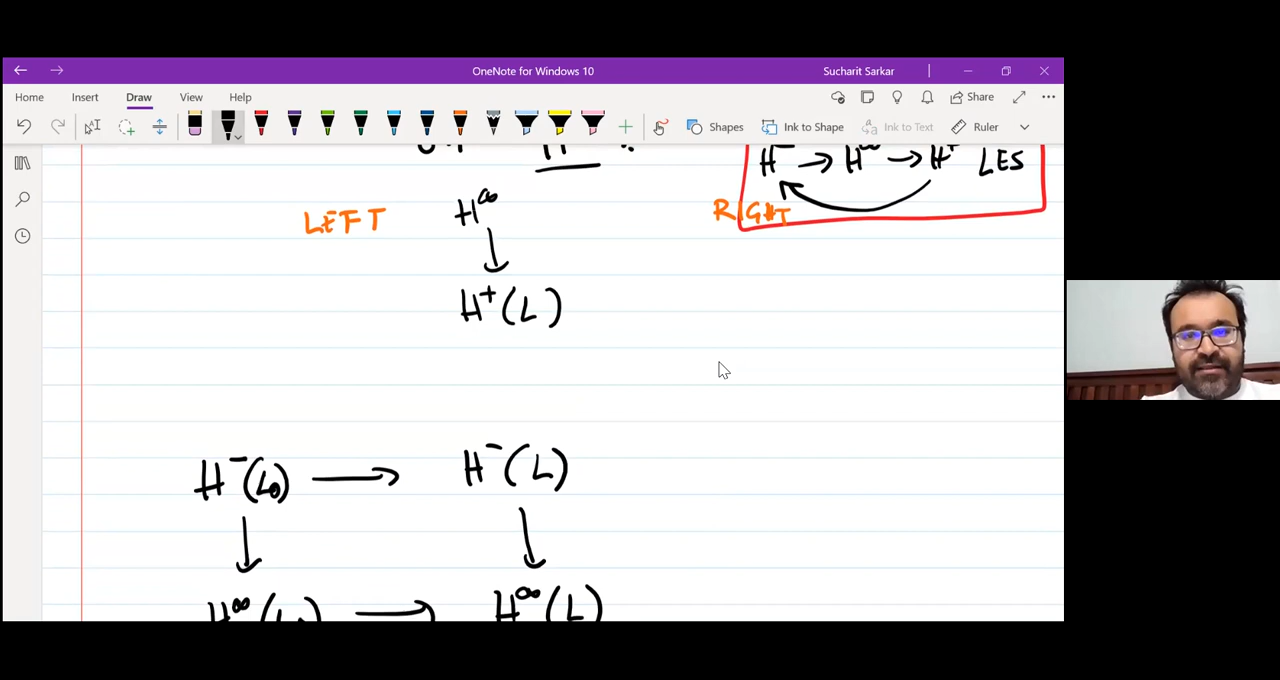 OneNote for Windows 10
Sucharit Sarkar
Home Insert Draw View Help
Share
Shapes
Ink to Shape
Ink to Text
Ruler
H⁻ → H^∞ → H⁺ LES
LEFT
H^∞
RIGHT
↓
H⁺(L)
H⁻(L₀) → H⁻(L)
↓ ↓
H^∞(L₀) → H^∞(L)